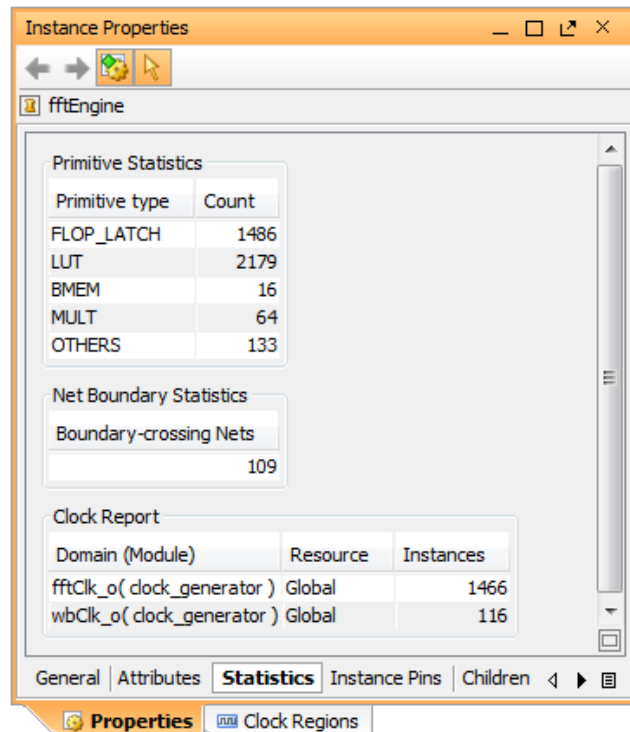 Instance Properties
fftEngine
Primitive Statistics
Primitive type Count
FLOP_LATCH 1486
LUT 2179
BMEM 16
MULT 64
OTHERS 133
Net Boundary Statistics
Boundary-crossing Nets
109
Clock Report
Domain (Module) Resource Instances
fftClk_o( clock_generator ) Global 1466
wbClk_o( clock_generator ) Global 116
General Attributes Statistics Instance Pins Children
Properties Clock Regions